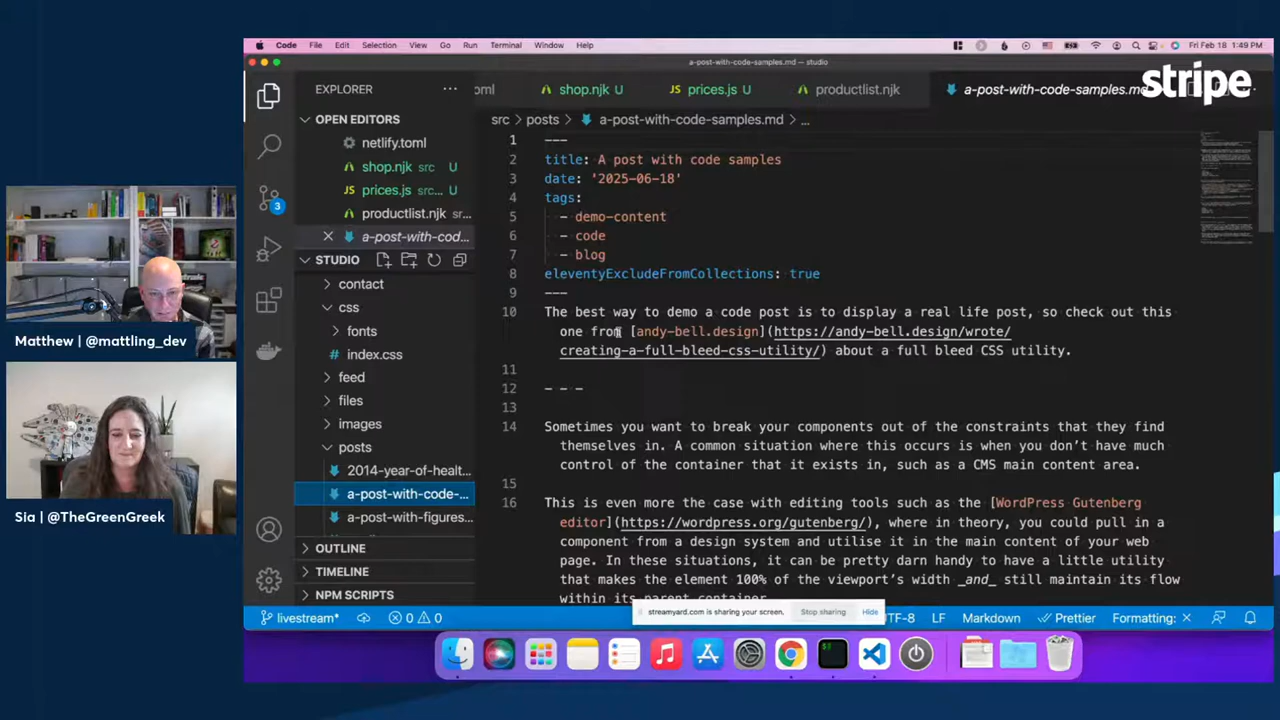 Code File Edit Selection View Go Run Terminal Window Help
Fri Feb 18 1:49 PM
a-post-with-code-samples.md — studio
stripe
EXPLORER
oml
shop.njk U
JS prices.js U
productlist.njk
a-post-with-code-samples.md
OPEN EDITORS
netlify.toml
shop.njk src U
JS prices.js src/... U
productlist.njk sr...
a-post-with-cod...
STUDIO
contact
css
fonts
index.css
feed
files
images
posts
2014-year-of-healt...
a-post-with-code-...
a-post-with-figures...
OUTLINE
TIMELINE
NPM SCRIPTS
3
src > posts > a-post-with-code-samples.md > ...
1 ---
2 title: A post with code samples
3 date: '2025-06-18'
4 tags:
5 - demo-content
6 - code
7 - blog
8 eleventyExcludeFromCollections: true
9 ---
10 The best way to demo a code post is to display a real life post, so check out this
one from [andy-bell.design](https://andy-bell.design/wrote/
creating-a-full-bleed-css-utility/) about a full bleed CSS utility.
11
12 - - -
13
14 Sometimes you want to break your components out of the constraints that they find
themselves in. A common situation where this occurs is when you don’t have much
control of the container that it exists in, such as a CMS main content area.
15
16 This is even more the case with editing tools such as the [WordPress Gutenberg
editor](https://wordpress.org/gutenberg/), where in theory, you could pull in a
component from a design system and utilise it in the main content of your web
page. In these situations, it can be pretty darn handy to have a little utility
that makes the element 100% of the viewport’s width _and_ still maintain its flow
within its parent container.
streamyard.com is sharing your screen. Stop sharing Hide
livestream* 0 0 UTF-8 LF Markdown Prettier Formatting: ×
Matthew | @mattling_dev
Sia | @TheGreenGreek